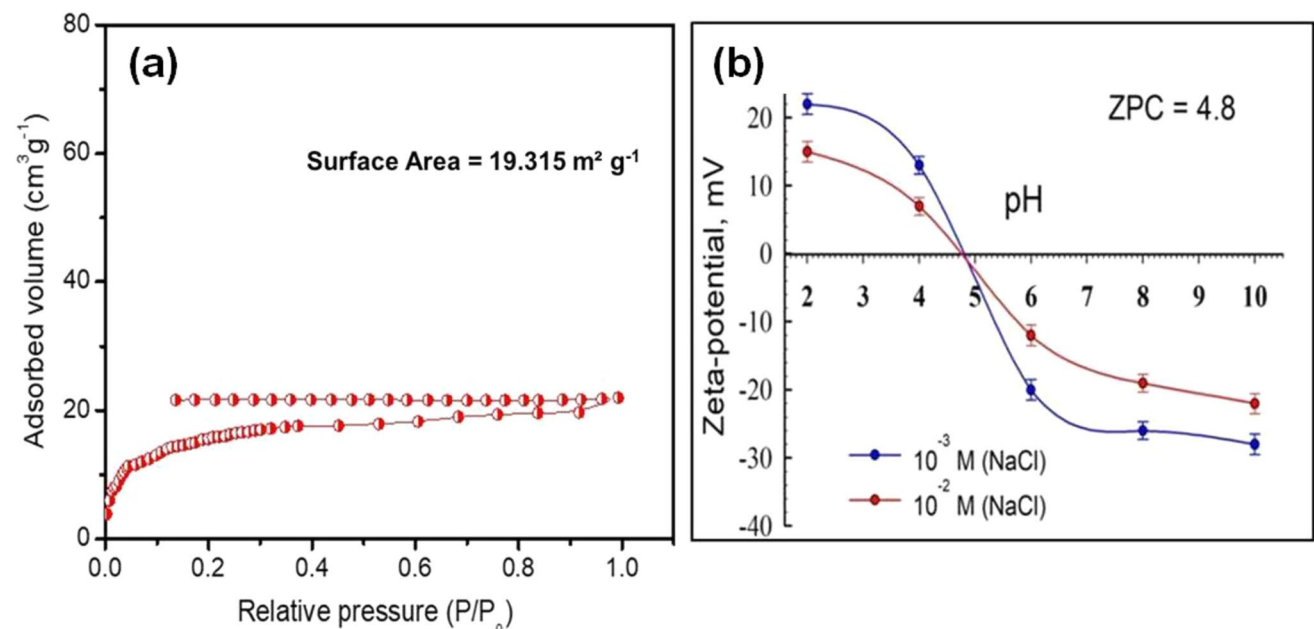 (a)
80
60
40
20
0
Adsorbed volume (cm³g⁻¹)
Surface Area = 19.315 m² g⁻¹
0.0 0.2 0.4 0.6 0.8 1.0
Relative pressure (P/P₀)
(b)
ZPC = 4.8
20
10
0
-10
-20
-30
-40
Zeta-potential, mV
pH
2 3 4 5 6 7 8 9 10
10⁻³ M (NaCl)
10⁻² M (NaCl)